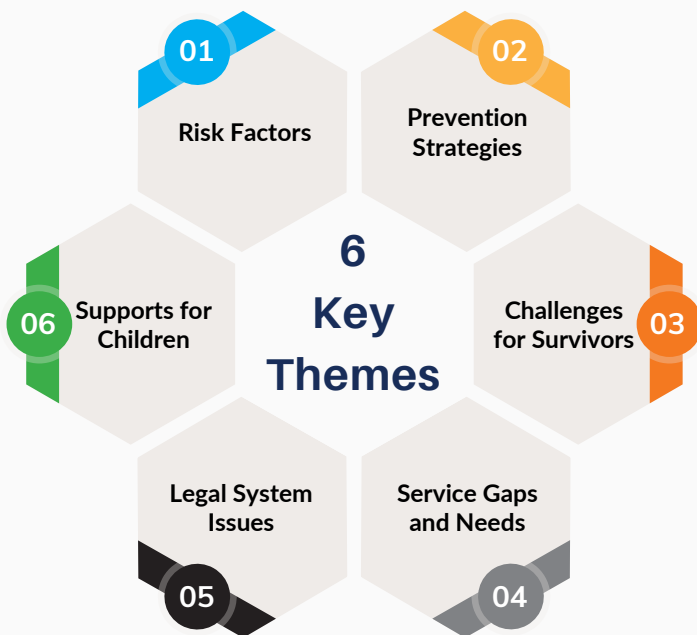 6
Key
Themes
01
Risk Factors
02
Prevention
Strategies
03
Challenges
for Survivors
04
Service Gaps
and Needs
05
Legal System
Issues
06
Supports for
Children